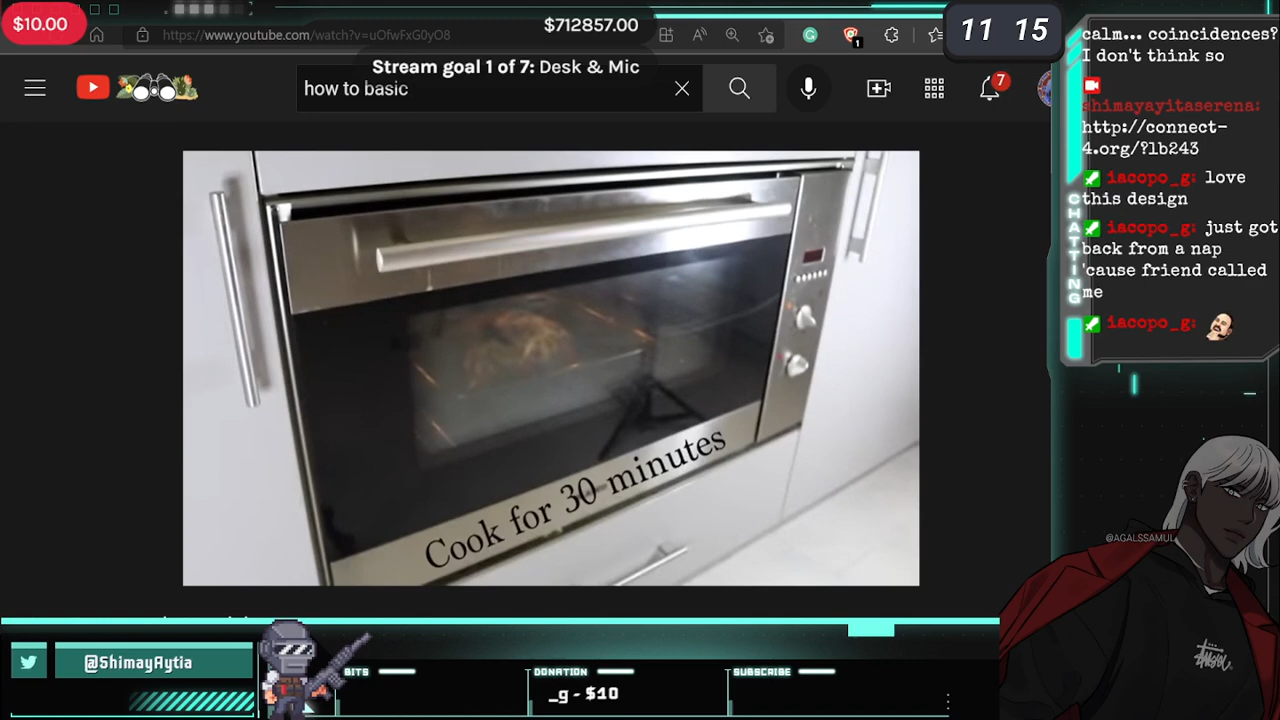 $10.00
$712857.00
11 15
https://www.youtube.com/watch?v=uOfwFxG0yO8
1
Stream goal 1 of 7: Desk & Mic
how to basic
7
calm... coincidences?
I don't think so
shimayayitaserena:
http://connect-
4.org/?lb243
iacopo_g: love
this design
iacopo_g: just got
back from a nap
'cause friend called
me
iacopo_g:
CHATTING
Cook for 30 minutes
@AGALSSAMUL
@ShimayAytia
BITS
DONATION
SUBSCRIBE
_g - $10